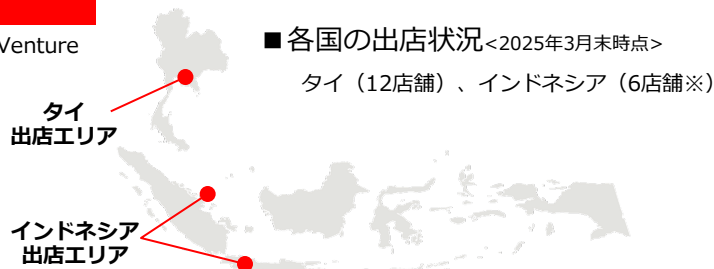 Venture
■各国の出店状況<2025年3月末時点>
タイ（12店舗）、インドネシア（6店舗※）
タイ
出店エリア
インドネシア
出店エリア